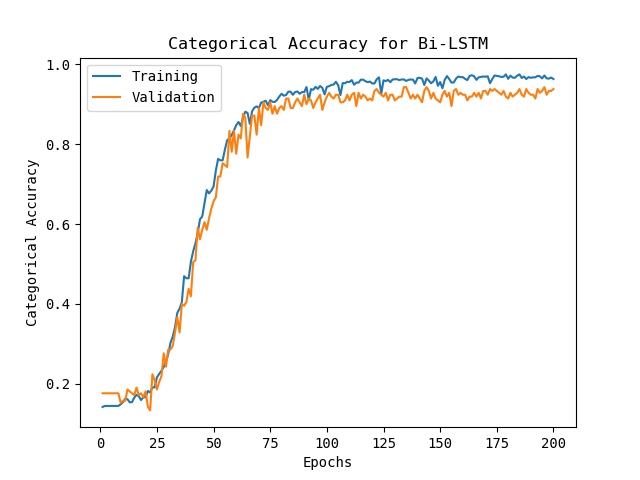 Categorical Accuracy for Bi-LSTM
Training
Validation
1.0
0.8
0.6
0.4
0.2
Categorical Accuracy
0 25 50 75 100 125 150 175 200
Epochs